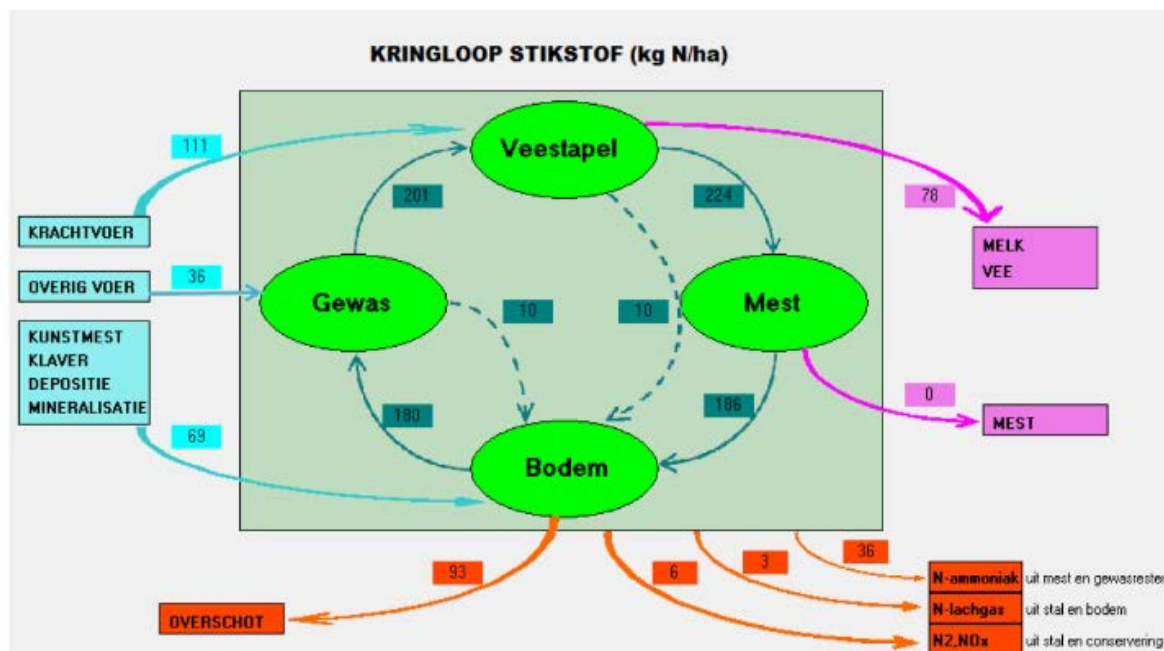 KRINGLOOP STIKSTOF (kg N/ha)
Veestapel
111
201
224
78
KRACHTVOER
MELK
VEE
OVERIG VOER
36
Gewas
10
10
Mest
KUNSTMEST
KLAVER
DEPOSITIE
MINERALISATIE
180
186
0
MEST
69
Bodem
93
6
3
36
N-ammoniak uit mest en gewasrester
N-lachgas uit stal en bodem
OVERSCHOT
N2,NOx uit stal en conservering